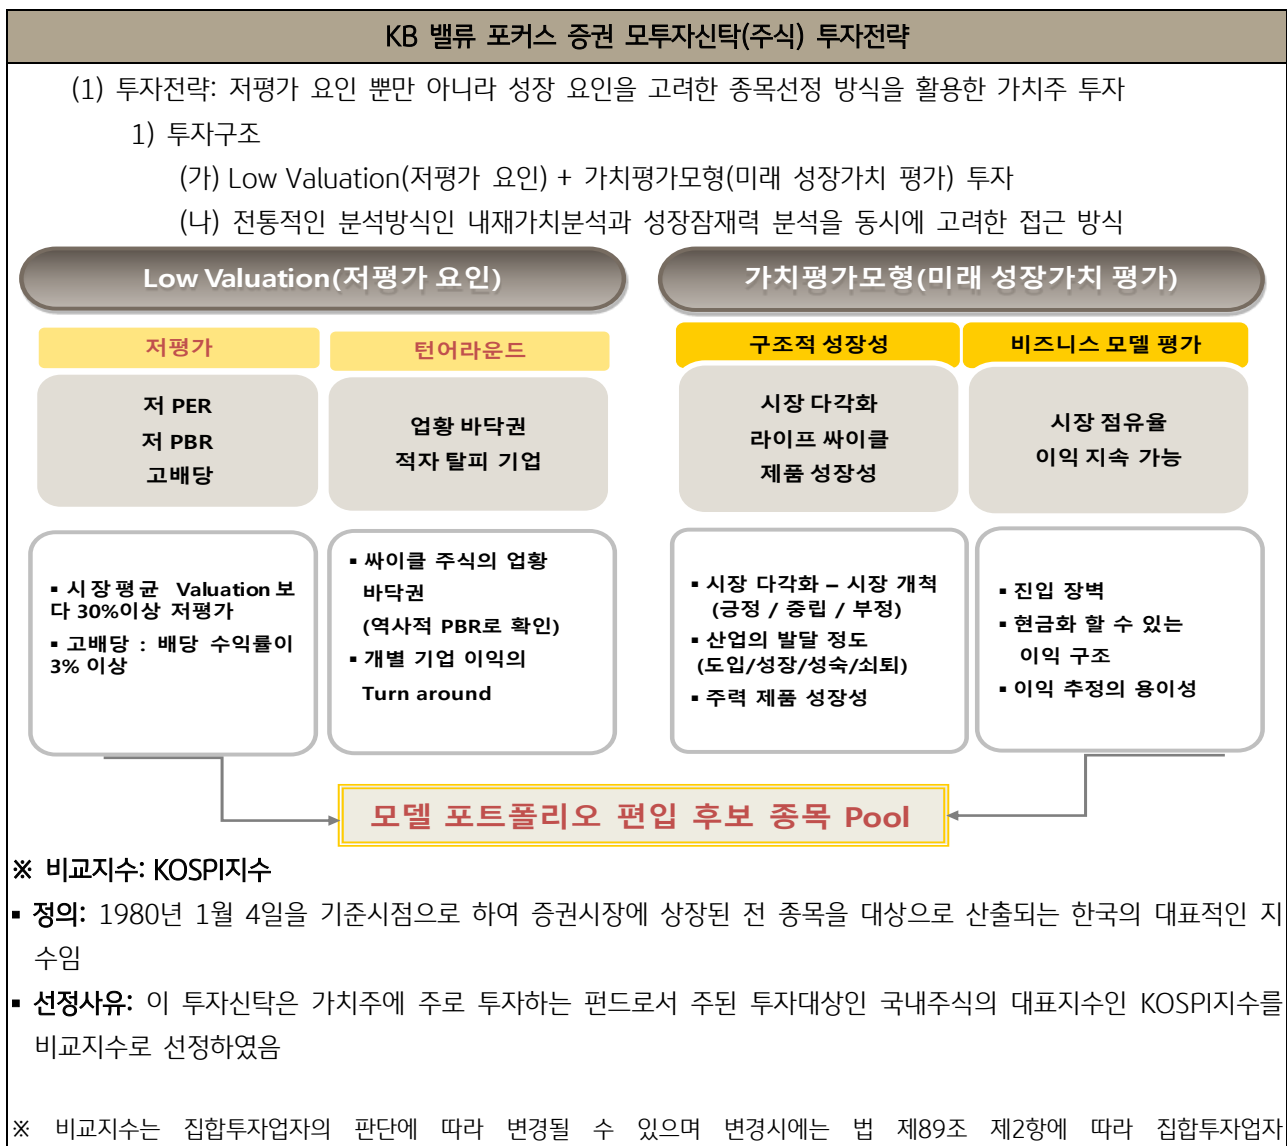 KB 밸류 포커스 증권 모투자신탁(주식) 투자전략
(1) 투자전략: 저평가 요인 뿐만 아니라 성장 요인을 고려한 종목선정 방식을 활용한 가치주 투자
1) 투자구조
(가) Low Valuation(저평가 요인) + 가치평가모형(미래 성장가치 평가) 투자
(나) 전통적인 분석방식인 내재가치분석과 성장잠재력 분석을 동시에 고려한 접근 방식
Low Valuation(저평가 요인)
저평가
턴어라운드
저 PER
저 PBR
고배당
업황 바닥권
적자 탈피 기업
▪ 시장평균 Valuation 보
다 30%이상 저평가
▪ 고배당 : 배당 수익률이
3% 이상
▪ 싸이클 주식의 업황
바닥권
(역사적 PBR로 확인)
▪ 개별 기업 이익의
Turn around
가치평가모형(미래 성장가치 평가)
구조적 성장성
비즈니스 모델 평가
시장 다각화
라이프 싸이클
제품 성장성
시장 점유율
이익 지속 가능
▪ 시장 다각화 – 시장 개척
(긍정 / 중립 / 부정)
▪ 산업의 발달 정도
(도입/성장/성숙/쇠퇴)
▪ 주력 제품 성장성
▪ 진입 장벽
▪ 현금화 할 수 있는
이익 구조
▪ 이익 추정의 용이성
모델 포트폴리오 편입 후보 종목 Pool
※ 비교지수: KOSPI지수
▪ 정의: 1980년 1월 4일을 기준시점으로 하여 증권시장에 상장된 전 종목을 대상으로 산출되는 한국의 대표적인 지
수임
▪ 선정사유: 이 투자신탁은 가치주에 주로 투자하는 펀드로서 주된 투자대상인 국내주식의 대표지수인 KOSPI지수를
비교지수로 선정하였음
※ 비교지수는 집합투자업자의 판단에 따라 변경될 수 있으며 변경시에는 법 제89조 제2항에 따라 집합투자업자